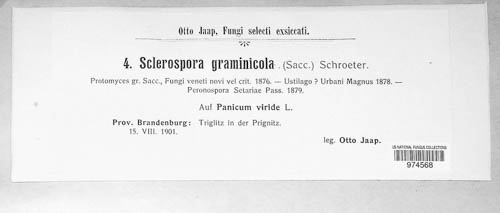 Otto Jaap, Fungi selecti exsiccati.
4. Sclerospora graminicola (Sacc.) Schroeter.
Protomyces gr. Sacc., Fungi veneti novi vel crit. 1876. — Ustilago ? Urbani Magnus 1878. —
Peronospora Setariae Pass. 1879.
Auf Panicum viride L.
Prov. Brandenburg: Triglitz in der Prignitz.
15. VIII. 1901.
leg. Otto Jaap.
US NATIONAL FUNGUS COLLECTIONS
974568